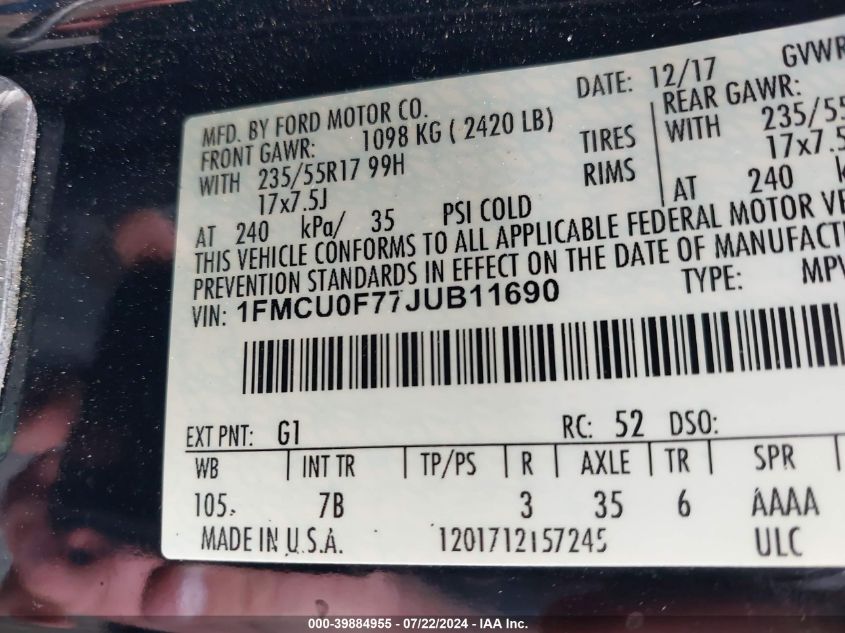 MFD. BY FORD MOTOR CO. DATE: 12/17 GVWR
FRONT GAWR: 1098 KG ( 2420 LB) REAR GAWR:
WITH 235/55R17 99H TIRES WITH 235/55
17x7.5J RIMS 17x7.5
AT 240 kPa/ 35 PSI COLD AT 240
THIS VEHICLE CONFORMS TO ALL APPLICABLE FEDERAL MOTOR VE
PREVENTION STANDARDS IN EFFECT ON THE DATE OF MANUFACT
VIN: 1FMCU0F77JUB11690 TYPE: MPV
EXT PNT: G1 RC: 52 DSO:
WB INT TR TP/PS R AXLE TR SPR
105. 7B 3 35 6 AAAA
MADE IN U.S.A. 1201712157245 ULC
000-39884955 - 07/22/2024 - IAA Inc.